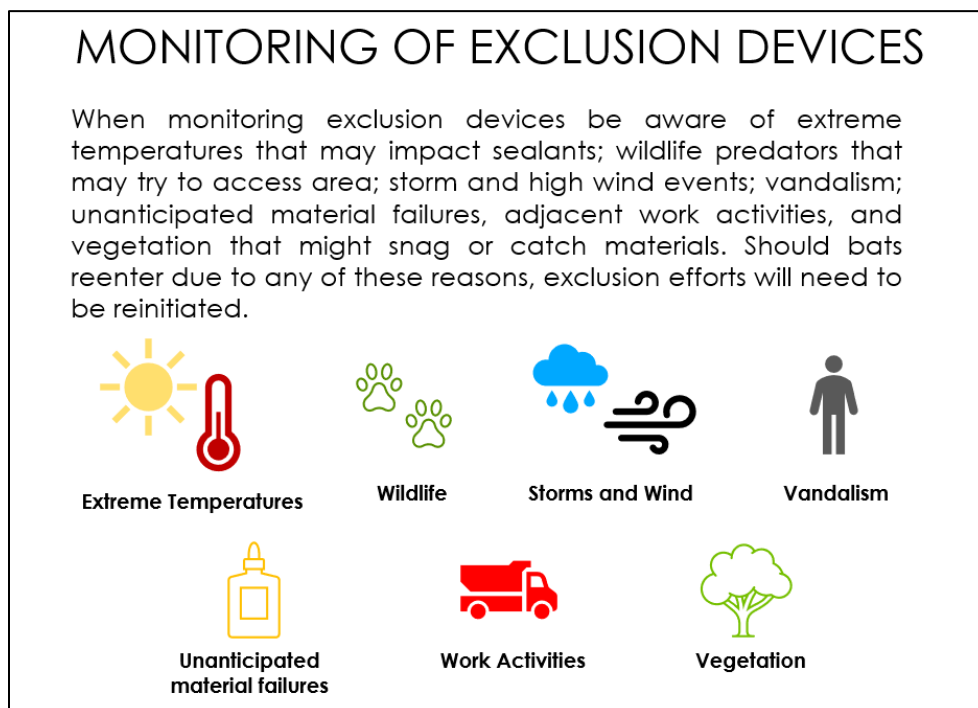 MONITORING OF EXCLUSION DEVICES
When monitoring exclusion devices be aware of extreme
temperatures that may impact sealants; wildlife predators that
may try to access area; storm and high wind events; vandalism;
unanticipated material failures, adjacent work activities, and
vegetation that might snag or catch materials. Should bats
reenter due to any of these reasons, exclusion efforts will need to
be reinitiated.
Extreme Temperatures
Wildlife
Storms and Wind
Vandalism
Unanticipated
material failures
Work Activities
Vegetation